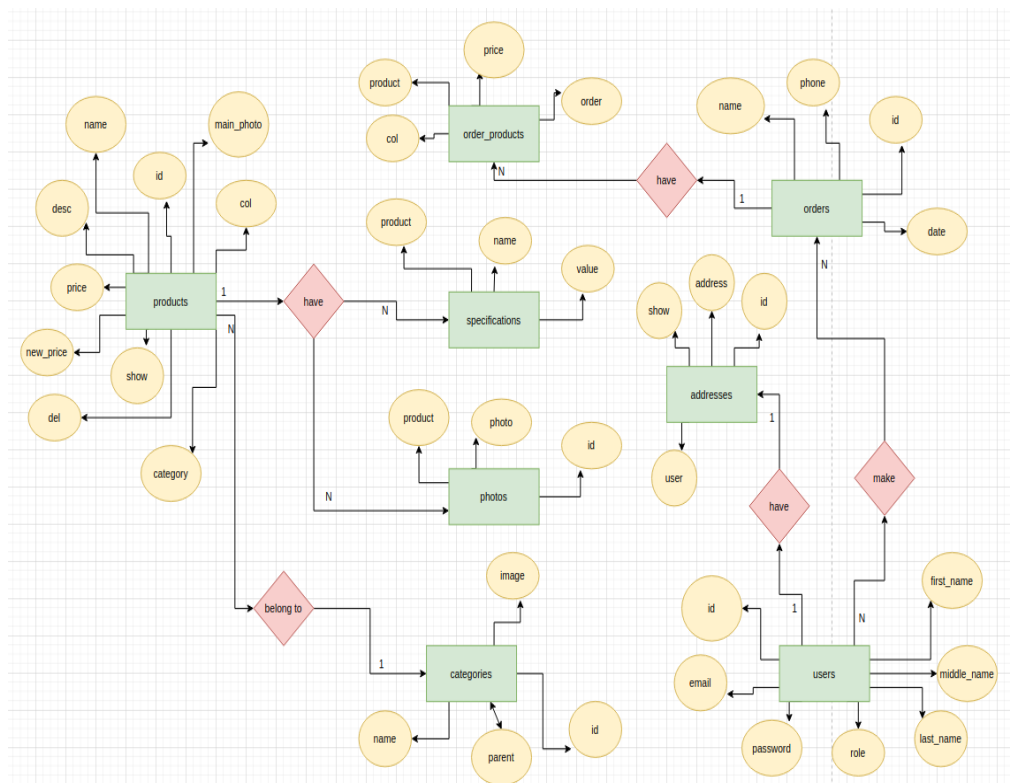 price
product
order
phone
name
main_photo
name
col
order_products
id
id
have
N
1
desc
col
orders
product
name
date
value
address
price
products
1
have
N
specifications
show
id
N
N
new_price
show
addresses
1
del
product
photo
id
category
user
make
N
photos
have
image
first_name
belong to
id
1
N
1
categories
email
users
middle_name
name
parent
id
password
role
last_name